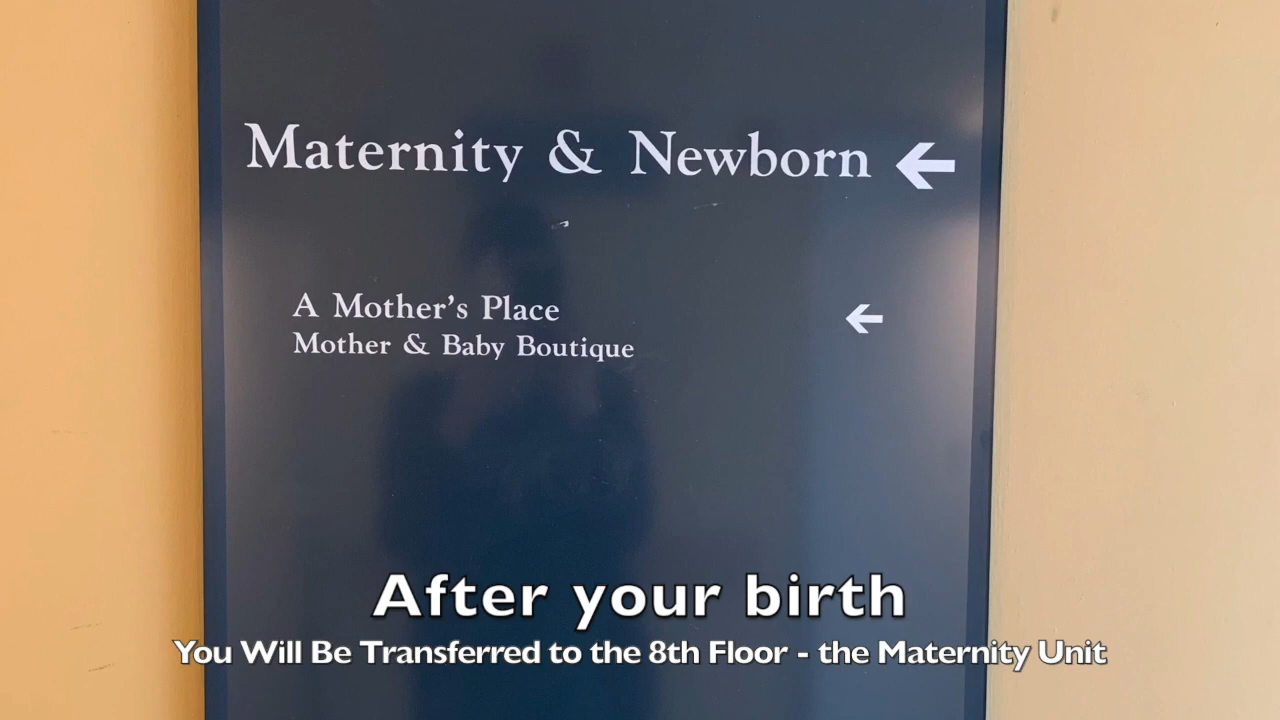 Maternity & Newborn ←
A Mother's Place ←
Mother & Baby Boutique
After your birth
You Will Be Transferred to the 8th Floor - the Maternity Unit